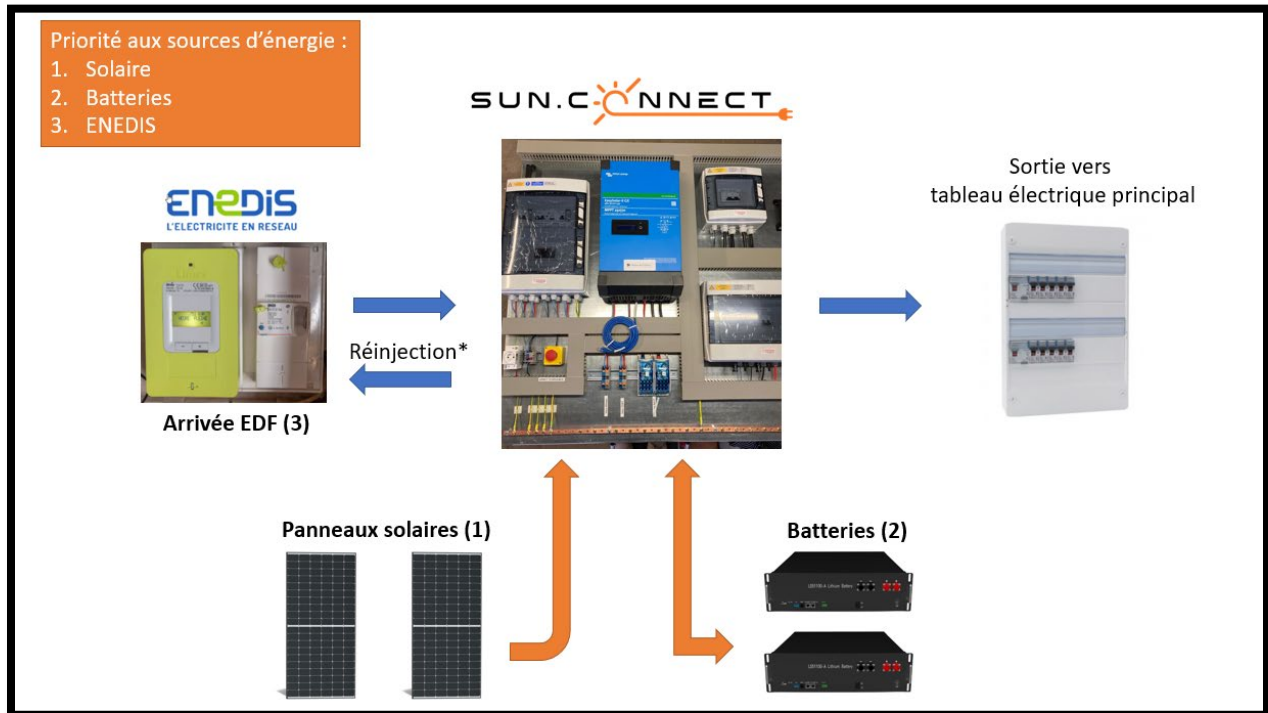 Priorité aux sources d'énergie :
1. Solaire
2. Batteries
3. ENEDIS
SUN.CONNECT
Sortie vers
tableau électrique principal
ENEDIS
L'ELECTRICITE EN RESEAU
Réinjection*
Arrivée EDF (3)
Panneaux solaires (1)
Batteries (2)